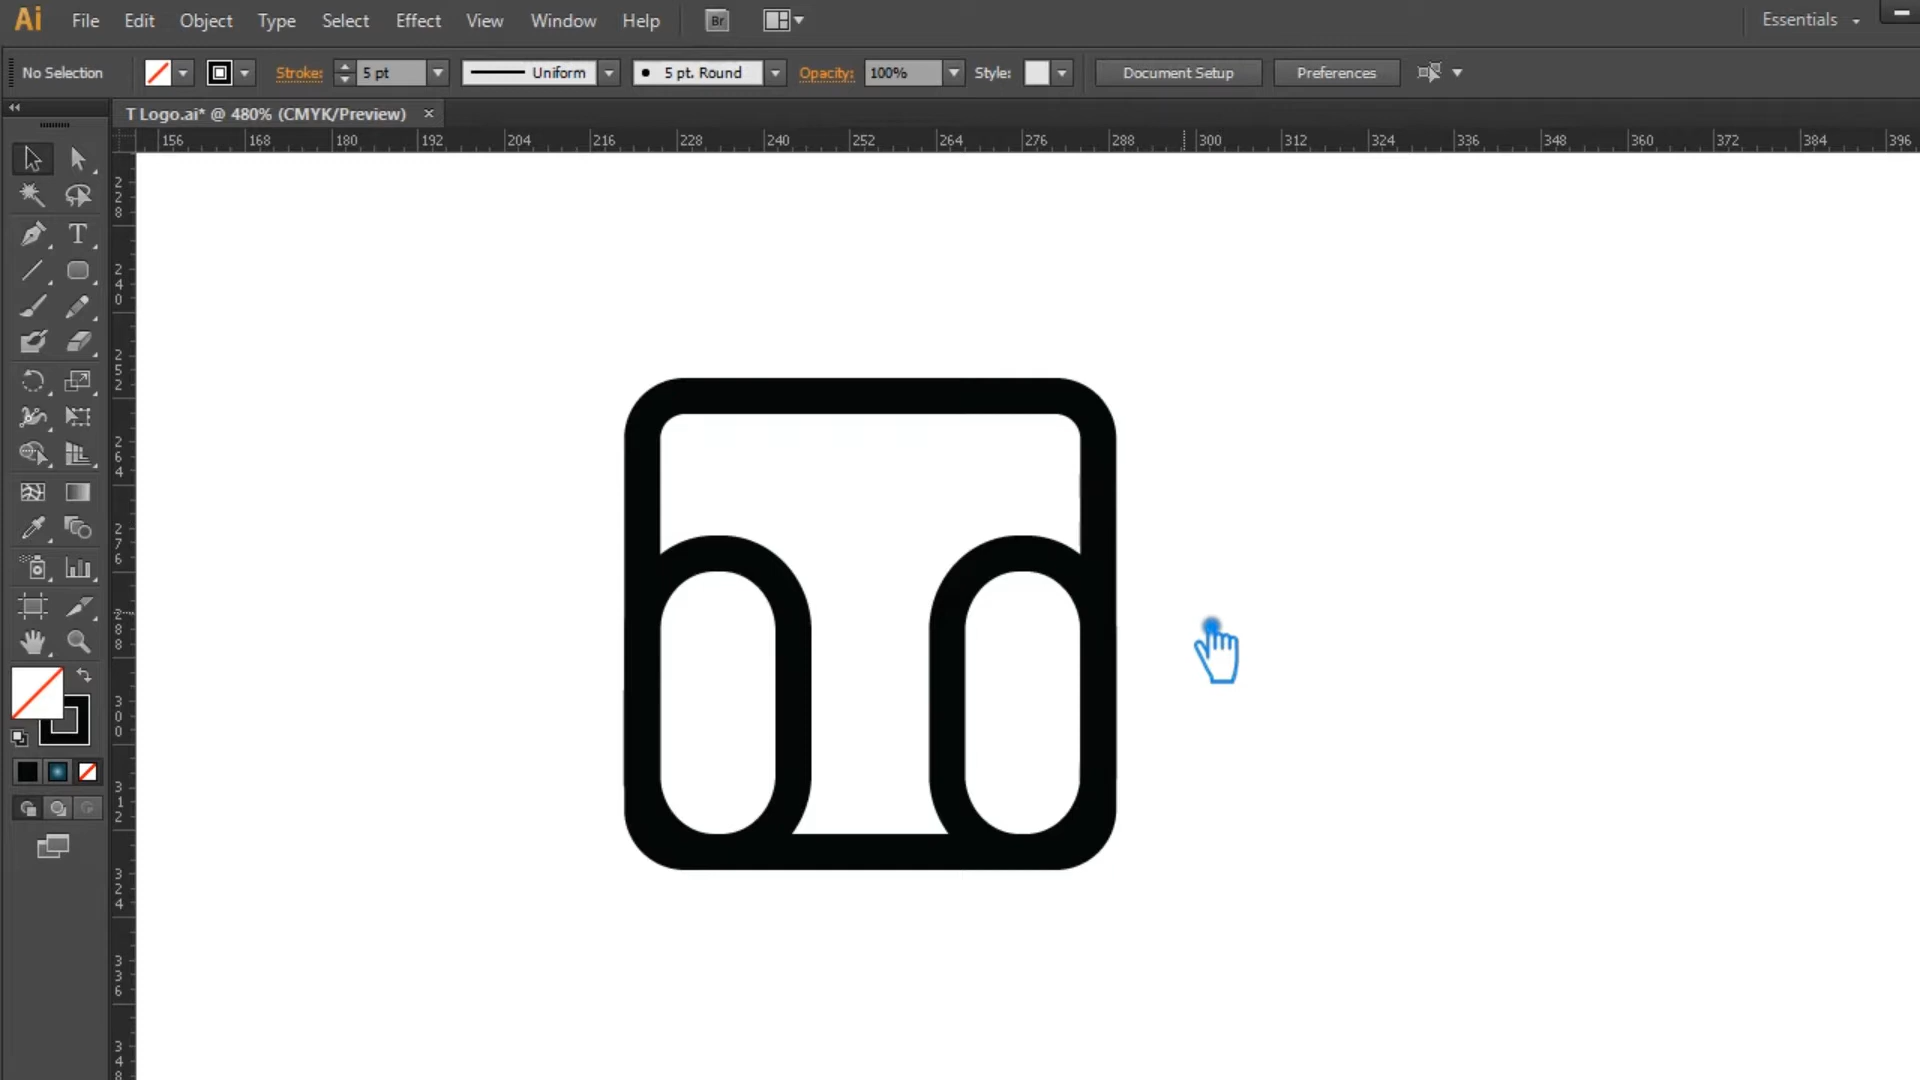 Ai File Edit Object Type Select Effect View Window Help Br Essentials
No Selection Stroke: 5 pt Uniform 5 pt. Round Opacity: 100% Style: Document Setup Preferences
T Logo.ai* @ 480% (CMYK/Preview) ×
156 168 180 192 204 216 228 240 252 264 276 288 300 312 324 336 348 360 372 384 396
228
240
252
264
276
288
300
312
324
336
348
T